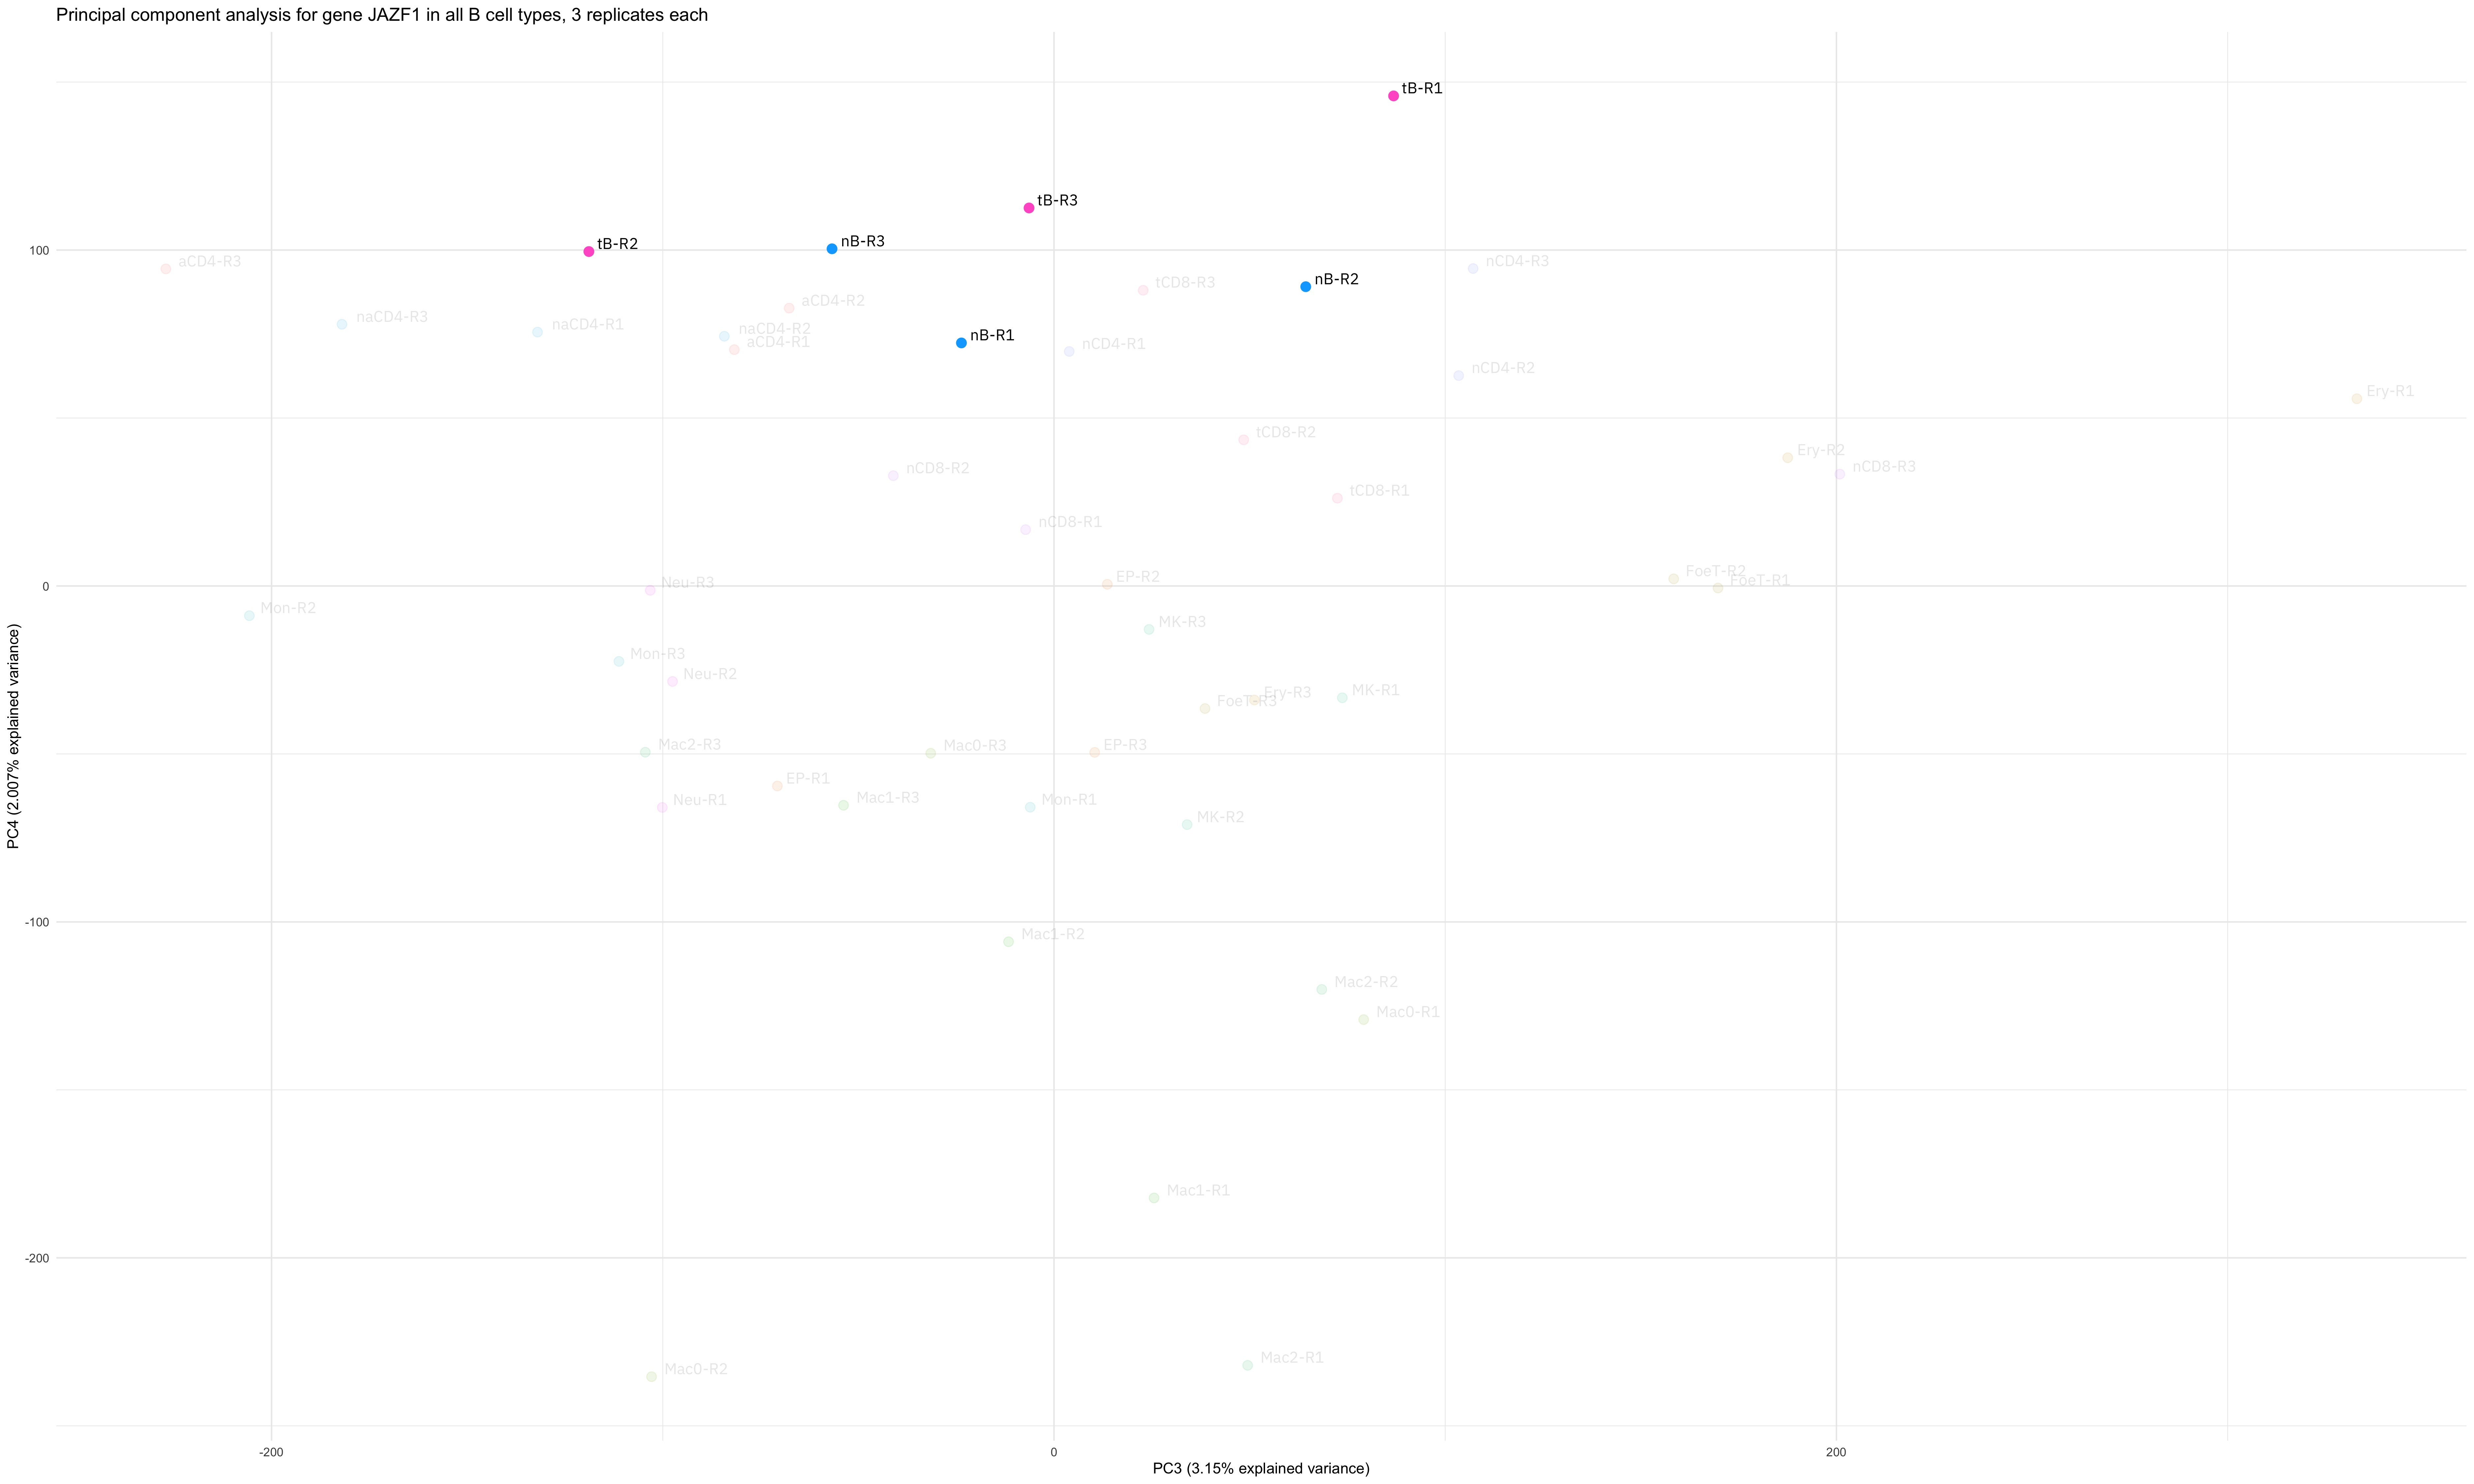 Principal component analysis for gene JAZF1 in all B cell types, 3 replicates each
tB-R1
tB-R3
tB-R2
nB-R3
100
aCD4-R3
nCD4-R3
tCD8-R3
nB-R2
aCD4-R2
naCD4-R3
naCD4-R1
naCD4-R2
aCD4-R1
nB-R1
nCD4-R1
nCD4-R2
Ery-R1
tCD8-R2
Ery-R2
nCD8-R2
nCD8-R3
tCD8-R1
nCD8-R1
EP-R2
FoeT-R2
FoeT-R1
Neu-R3
0
Mon-R2
MK-R3
Mon-R3
Neu-R2
Ery-R3
MK-R1
FoeT-R3
Mac2-R3
Mac0-R3
EP-R3
EP-R1
Mac1-R3
Neu-R1
Mon-R1
MK-R2
PC4 (2.007% explained variance)
-100
Mac1-R2
Mac2-R2
Mac0-R1
Mac1-R1
-200
Mac2-R1
Mac0-R2
-200
0
200
PC3 (3.15% explained variance)